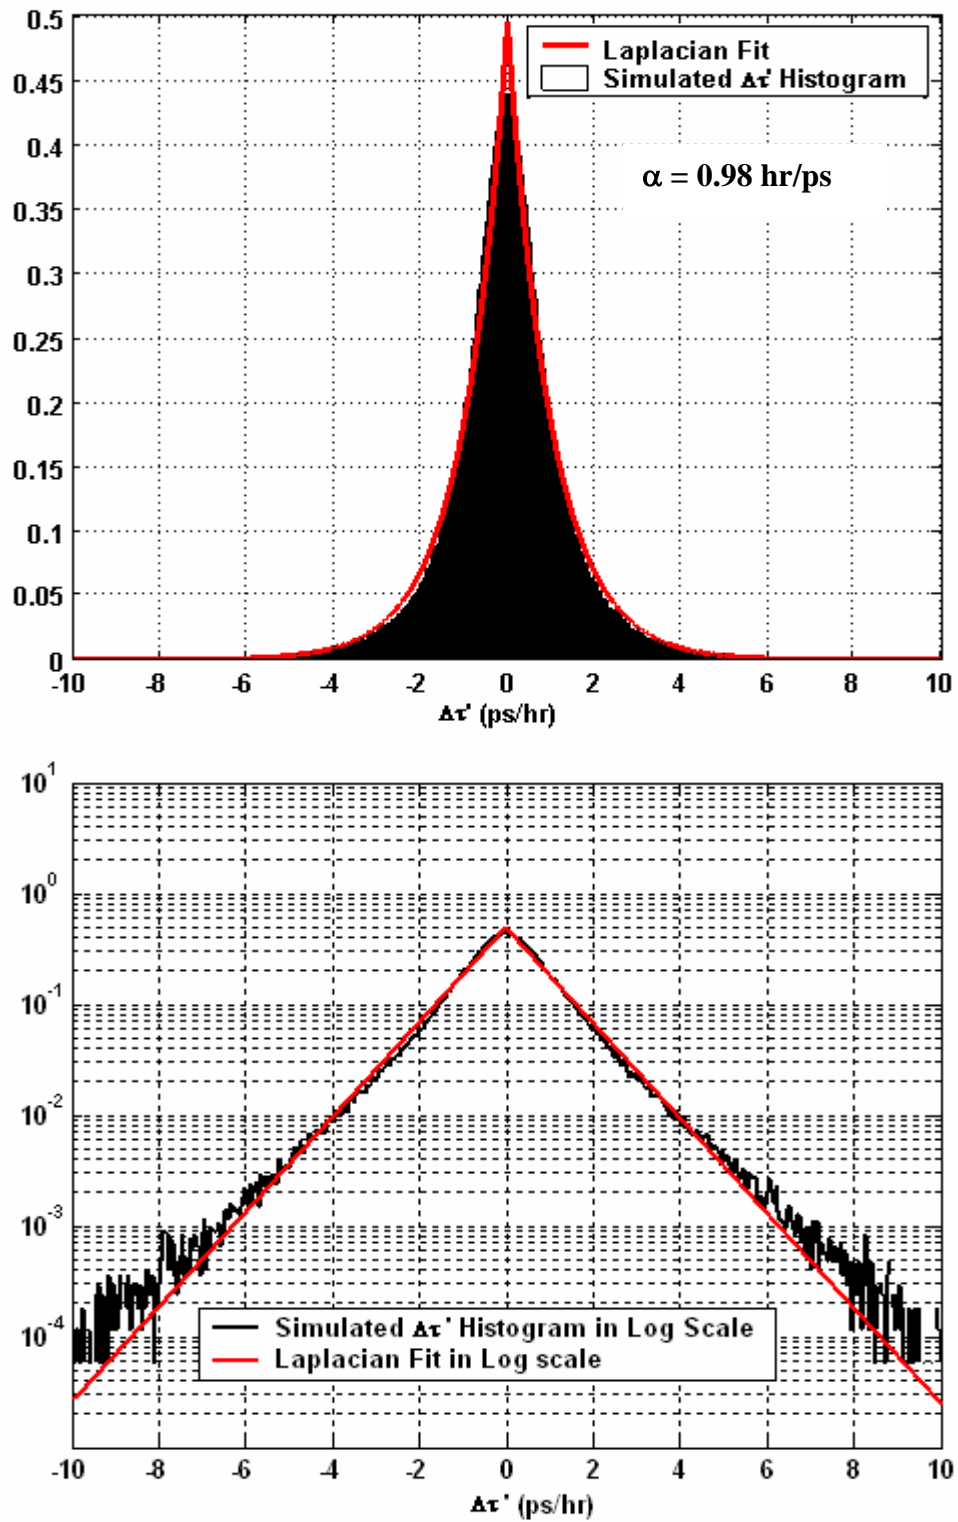 0.5
0.45
0.4
0.35
0.3
0.25
0.2
0.15
0.1
0.05
0
Laplacian Fit
Simulated Δτ' Histogram
α = 0.98 hr/ps
-10 -8 -6 -4 -2 0 2 4 6 8 10
Δτ' (ps/hr)
10^1
10^0
10^-1
10^-2
10^-3
10^-4
Simulated Δτ' Histogram in Log Scale
Laplacian Fit in Log scale
-10 -8 -6 -4 -2 0 2 4 6 8 10
Δτ' (ps/hr)